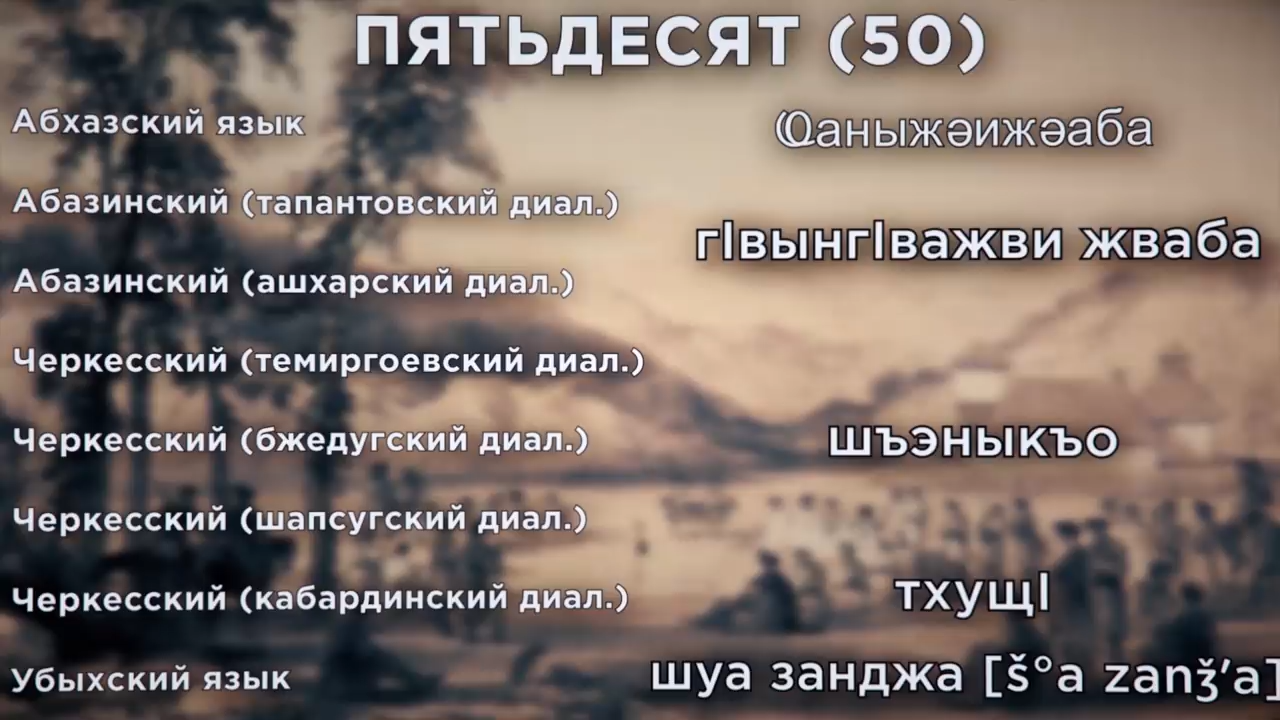 ПЯТЬДЕСЯТ (50)
Абхазский язык
Ҩаныжәижәаба
Абазинский (тапантовский диал.)
гӏвынгӏважви жваба
Абазинский (ашхарский диал.)
Черкесский (темиргоевский диал.)
Черкесский (бжедугский диал.)
шъэныкъо
Черкесский (шапсугский диал.)
Черкесский (кабардинский диал.)
тхущӏ
Убыхский язык
шуа занджа [š°a zanǯ’a]